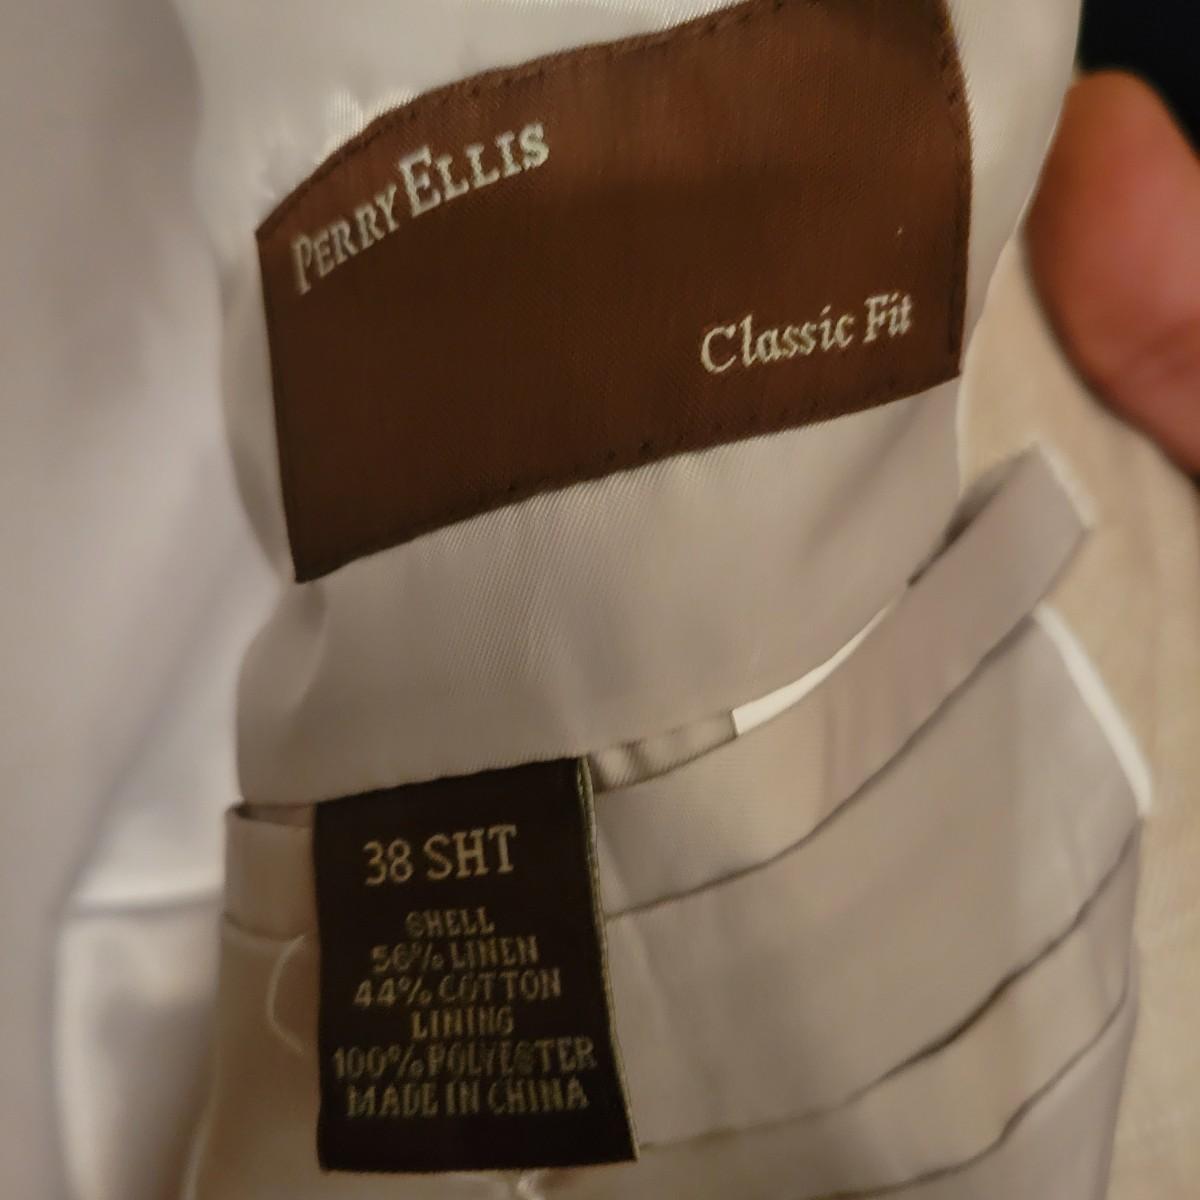 PERRY ELLIS
Classic Fit
38 SHT
SHELL
56% LINEN
44% COTTON
LINING
100% POLYESTER
MADE IN CHINA